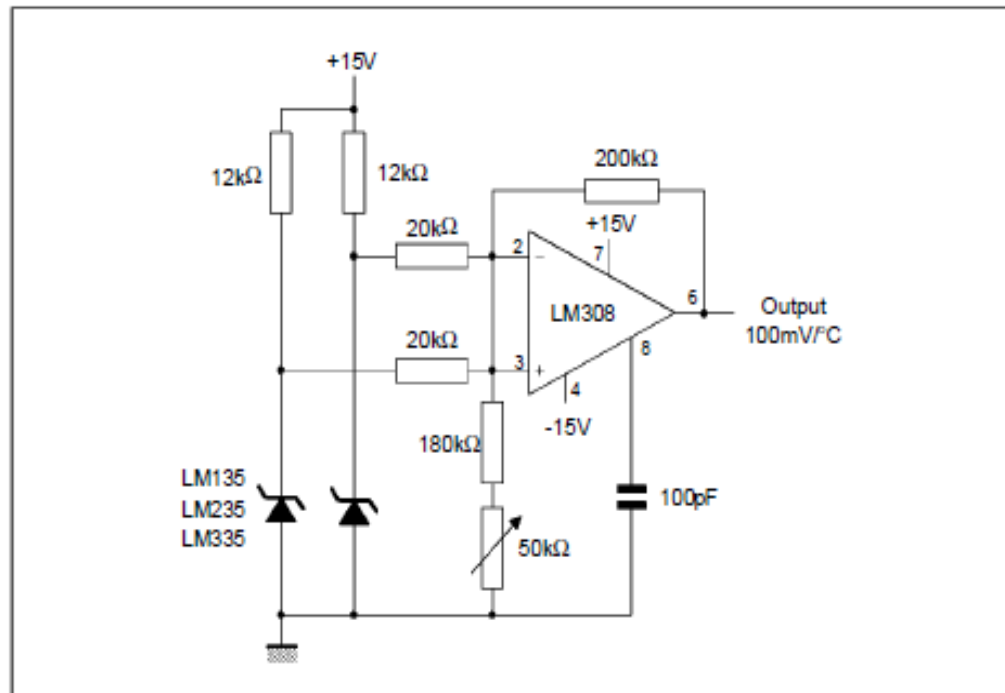 +15V
12kΩ
12kΩ
200kΩ
20kΩ
+15V
2
7
−
LM308
6
Output
100mV/°C
20kΩ
8
3
+
4
-15V
180kΩ
LM135
LM235
LM335
100pF
50kΩ